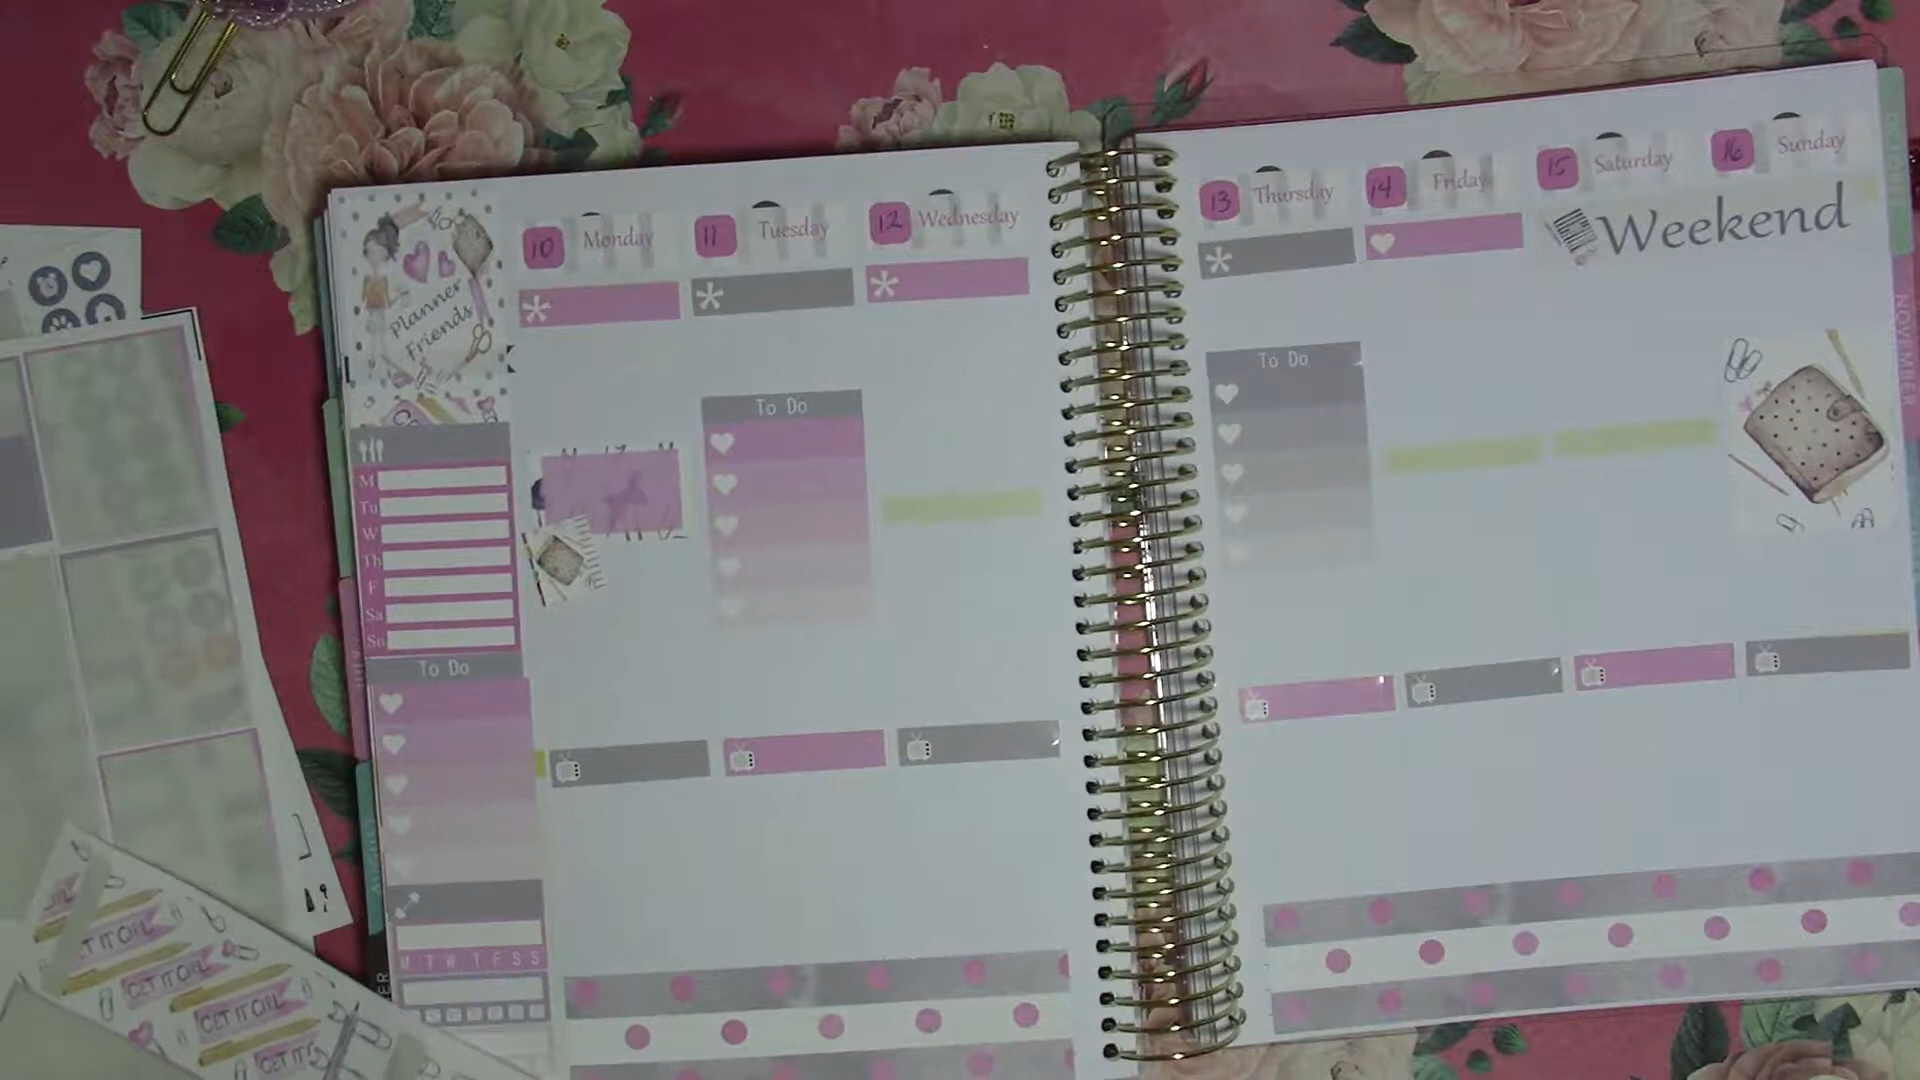 10 Monday
11 Tuesday
12 Wednesday
13 Thursday
14 Friday
15 Saturday
16 Sunday
Weekend
Planner
Friends
M
Tu
W
Th
F
Sa
Su
To Do
To Do
To Do
M T W T F S S
NOVEMBER
AUGUST
GET IT GIRL
GET IT GIRL
GET IT GIRL